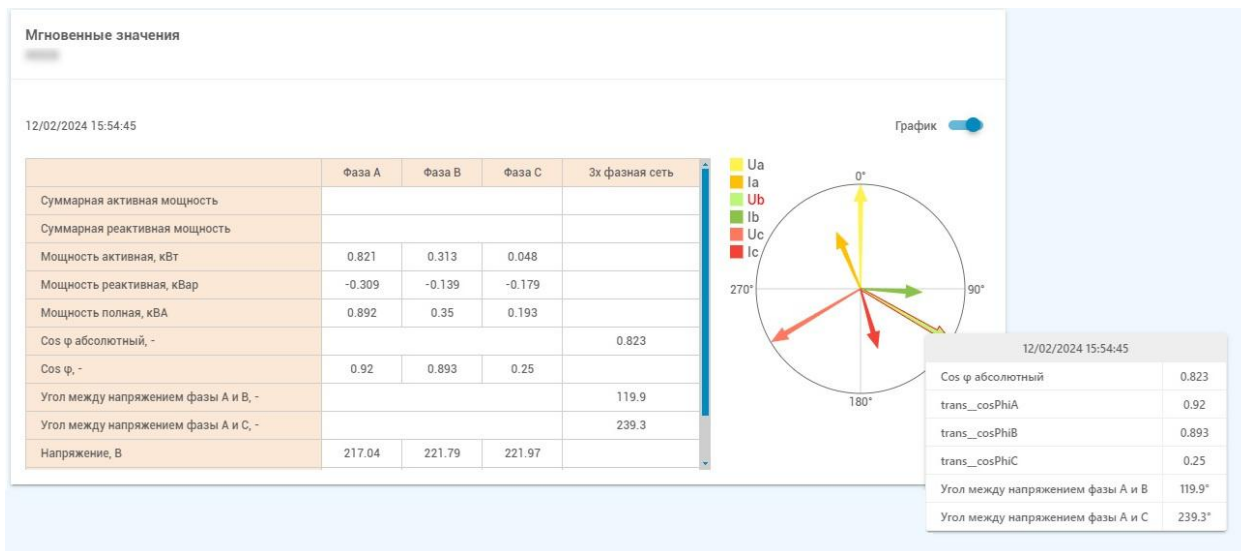 Мгновенные значения
12/02/2024 15:54:45
График
Фаза А Фаза В Фаза С 3х фазная сеть
Суммарная активная мощность
Суммарная реактивная мощность
Мощность активная, кВт 0.821 0.313 0.048
Мощность реактивная, кВар -0.309 -0.139 -0.179
Мощность полная, кВА 0.892 0.35 0.193
Cos φ абсолютный, - 0.823
Cos φ, - 0.92 0.893 0.25
Угол между напряжением фазы А и В, - 119.9
Угол между напряжением фазы А и С, - 239.3
Напряжение, В 217.04 221.79 221.97
Ua
Ia
Ub
Ib
Uc
Ic
0°
90°
180°
270°
12/02/2024 15:54:45
Cos φ абсолютный 0.823
trans__cosPhiA 0.92
trans__cosPhiB 0.893
trans__cosPhiC 0.25
Угол между напряжением фазы А и В 119.9°
Угол между напряжением фазы А и С 239.3°